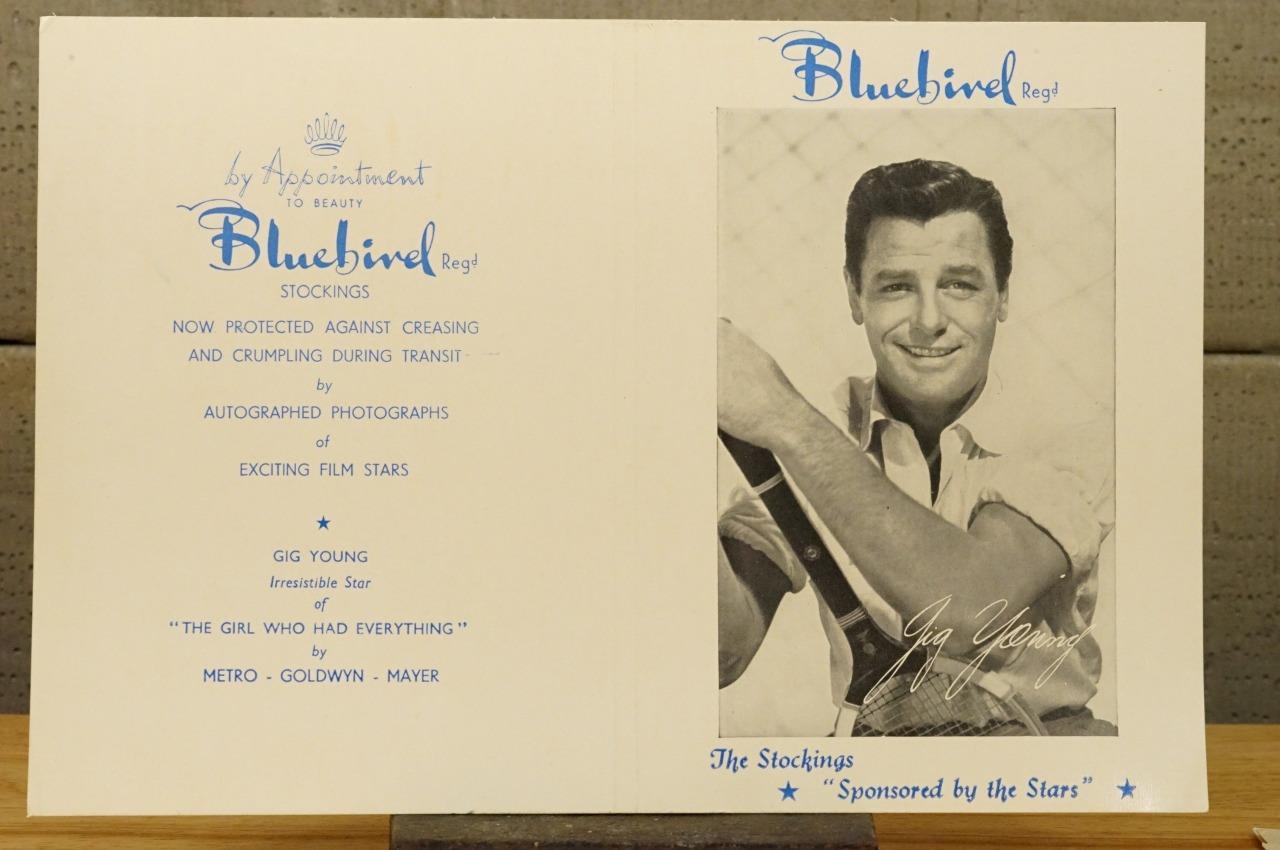 by Appointment
TO BEAUTY
Bluebird Regd
STOCKINGS
NOW PROTECTED AGAINST CREASING
AND CRUMPLING DURING TRANSIT
by
AUTOGRAPHED PHOTOGRAPHS
of
EXCITING FILM STARS
★
GIG YOUNG
Irresistible Star
of
"THE GIRL WHO HAD EVERYTHING"
by
METRO - GOLDWYN - MAYER
Bluebird Regd
Gig Young
The Stockings
★ "Sponsored by the Stars" ★